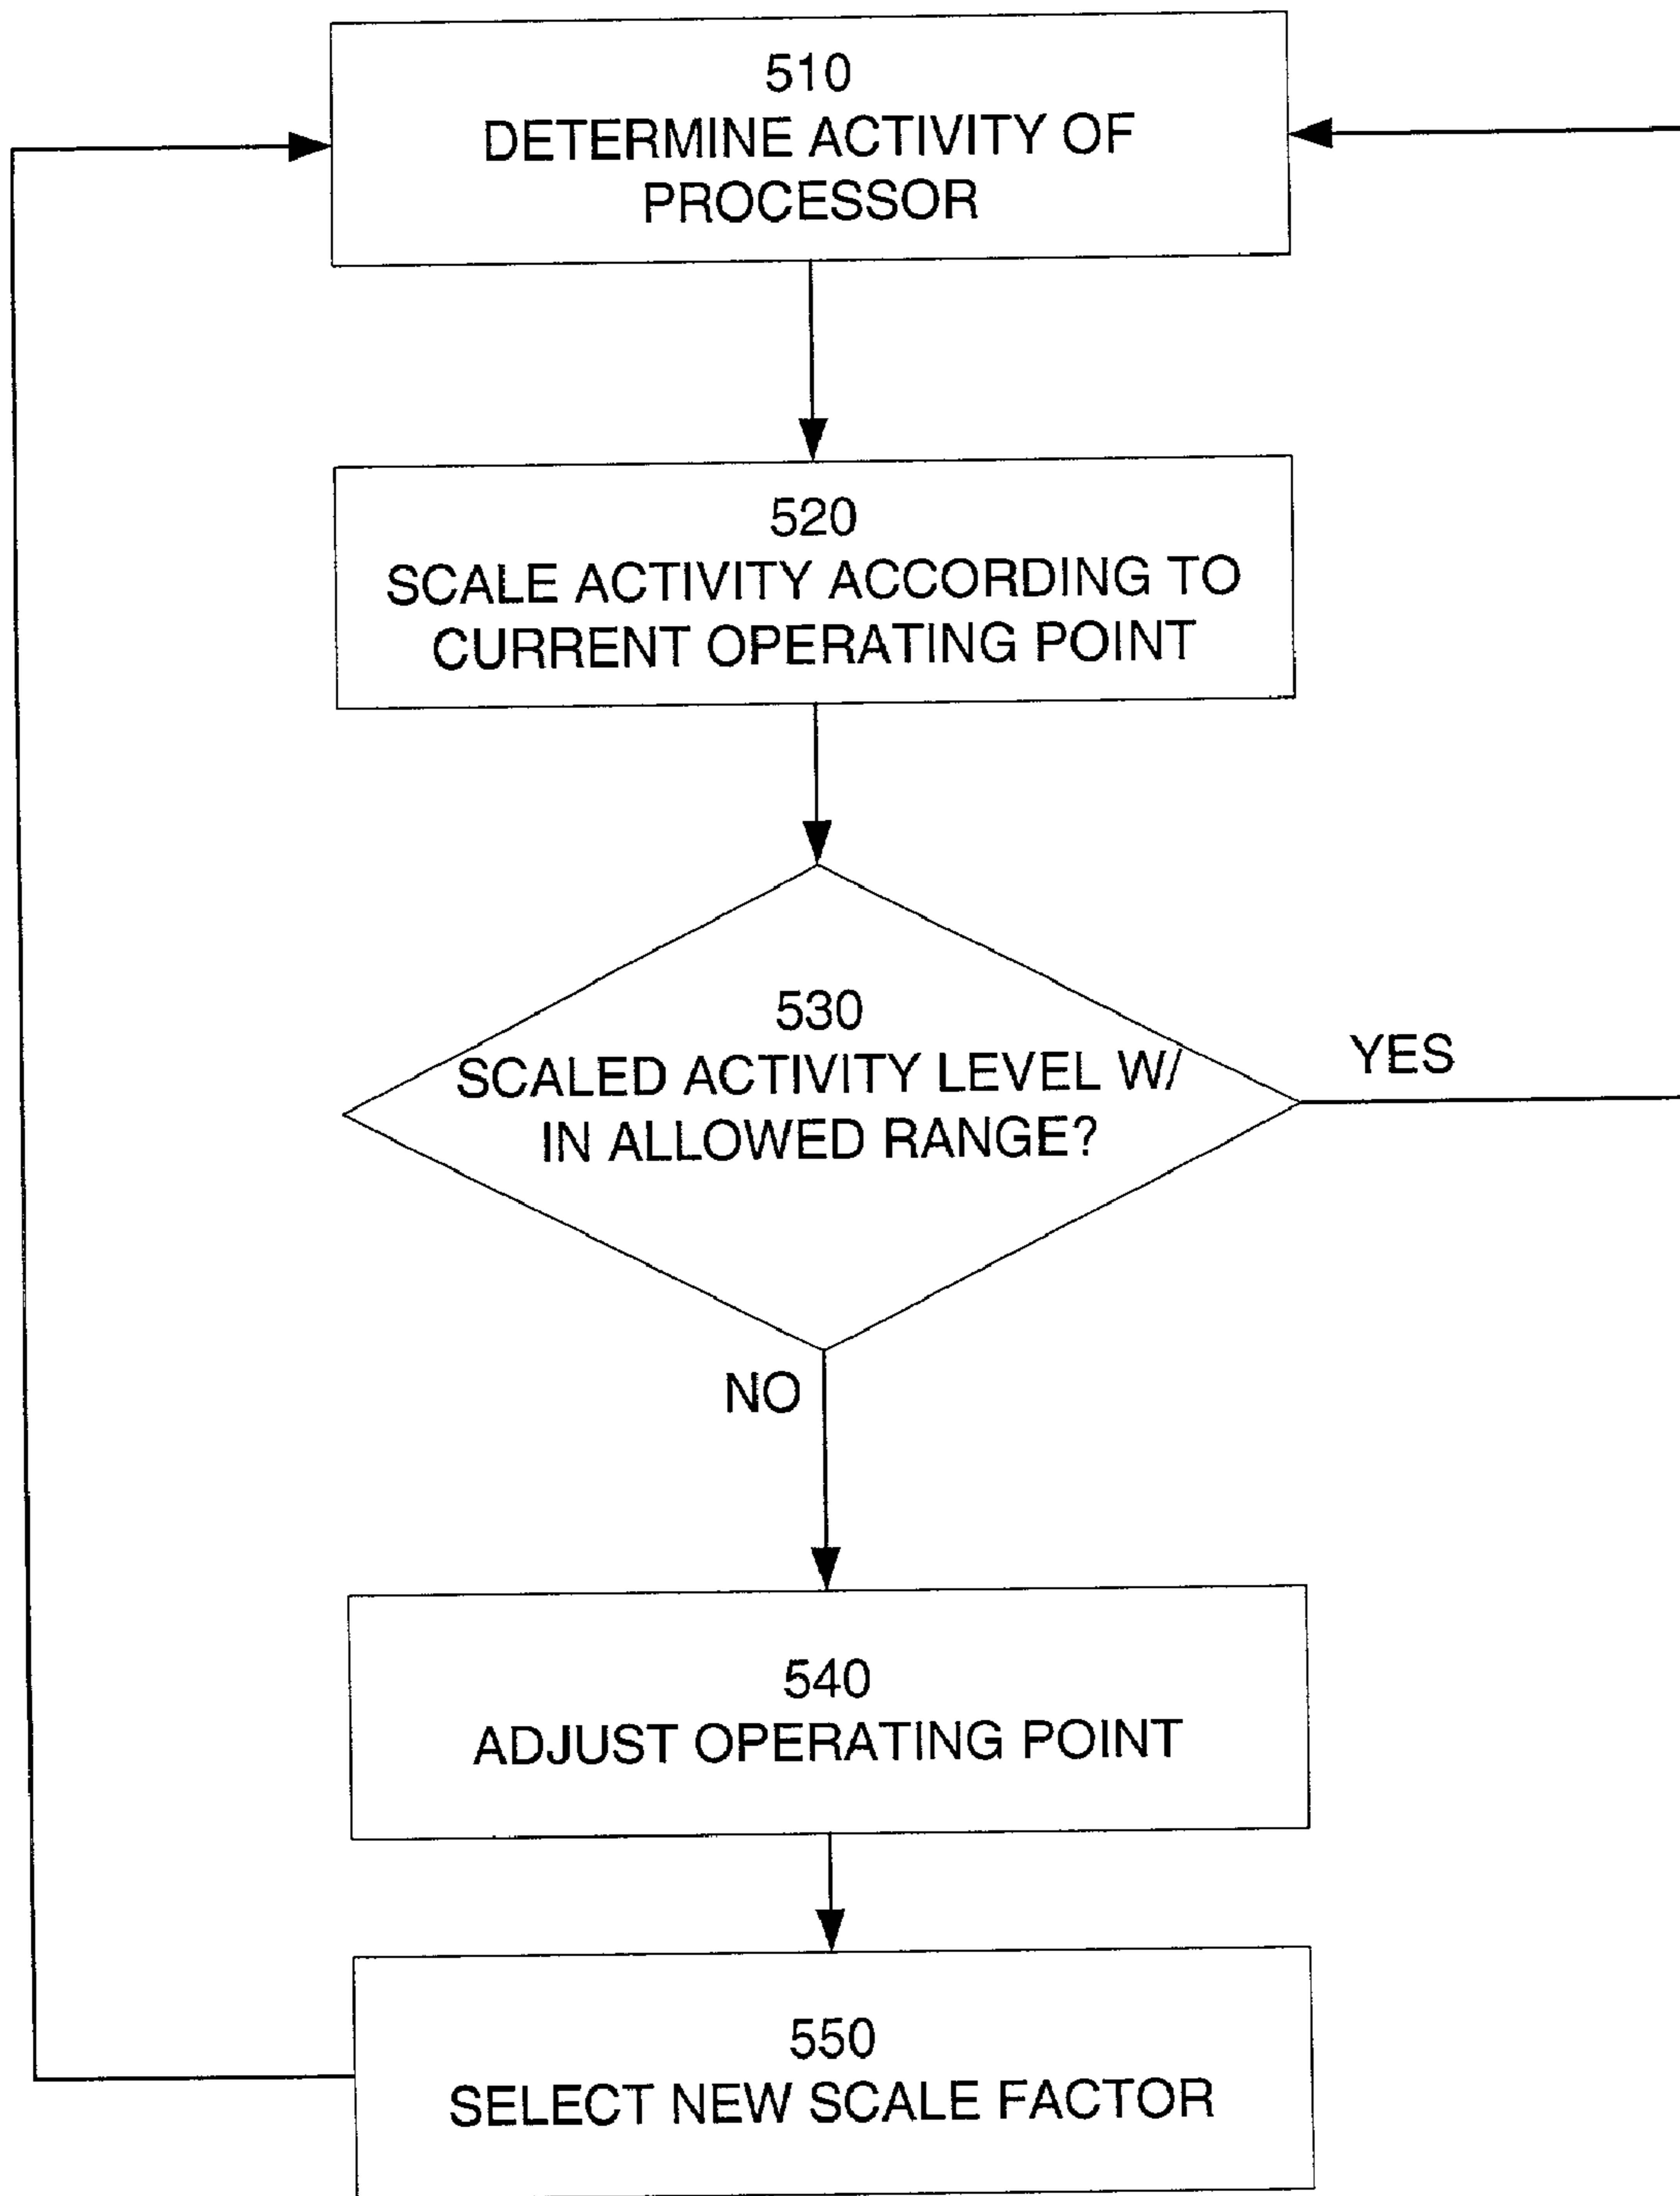 510
DETERMINE ACTIVITY OF
PROCESSOR
520
SCALE ACTIVITY ACCORDING TO
CURRENT OPERATING POINT
530
SCALED ACTIVITY LEVEL W/
IN ALLOWED RANGE?
YES
NO
540
ADJUST OPERATING POINT
550
SELECT NEW SCALE FACTOR